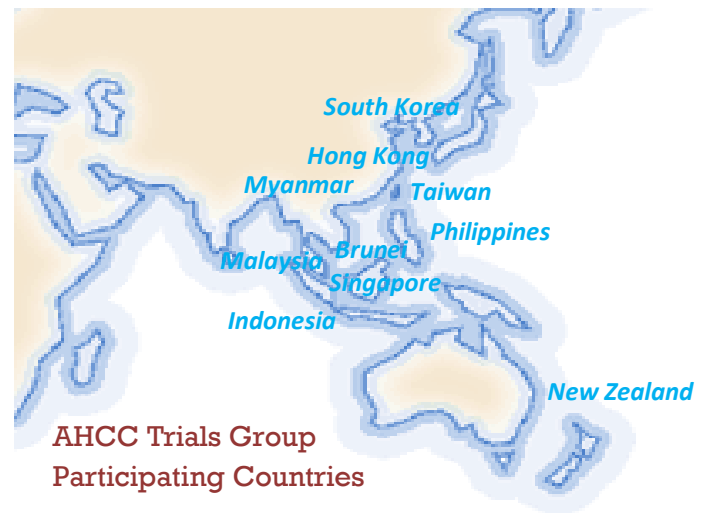 South Korea
Hong Kong
Myanmar
Taiwan
Philippines
Brunei
Malaysia
Singapore
Indonesia
New Zealand
AHCC Trials Group
Participating Countries